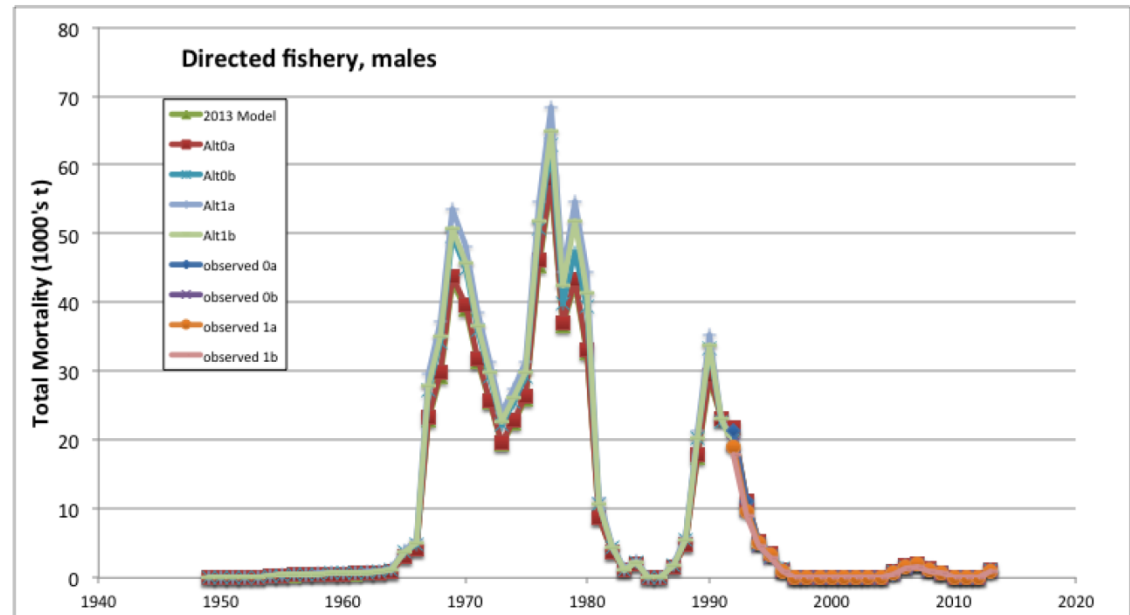 80
Directed fishery, males
70
2013 Model
Alt0a
60
Alt0b
Alt1a
50
Alt1b
observed 0a
40
observed 0b
observed 1a
30
observed 1b
20
10
0
Total Mortality (1000's t)
1940 1950 1960 1970 1980 1990 2000 2010 2020